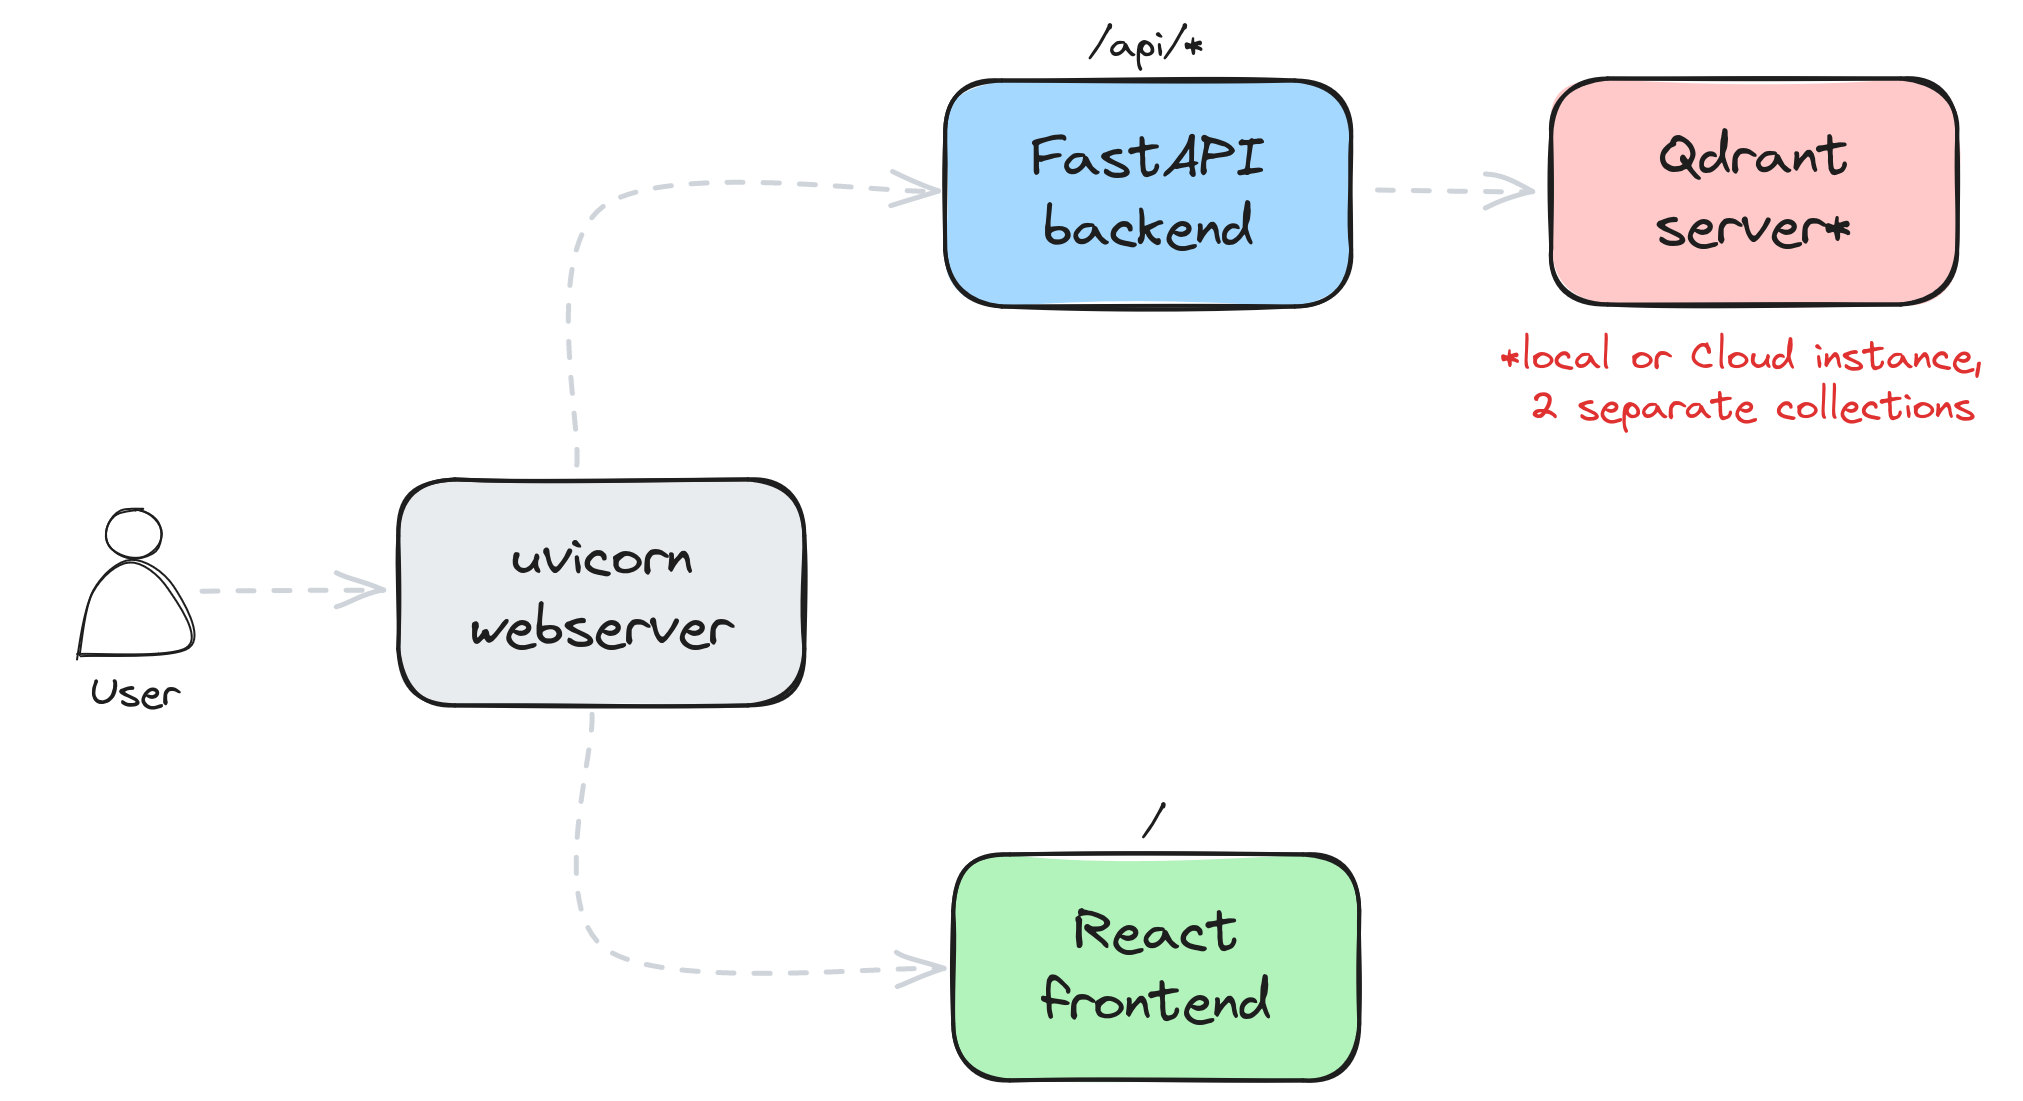 /api/*
FastAPI
backend
Qdrant
server*
*local or Cloud instance,
2 separate collections
uvicorn
webserver
User
/
React
frontend